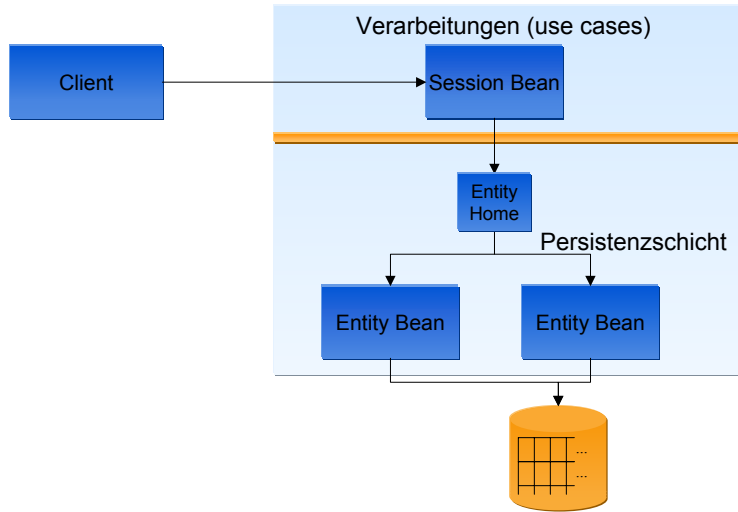 Verarbeitungen (use cases)
Client
Session Bean
Entity
Home
Persistenzschicht
Entity Bean
Entity Bean
...
...